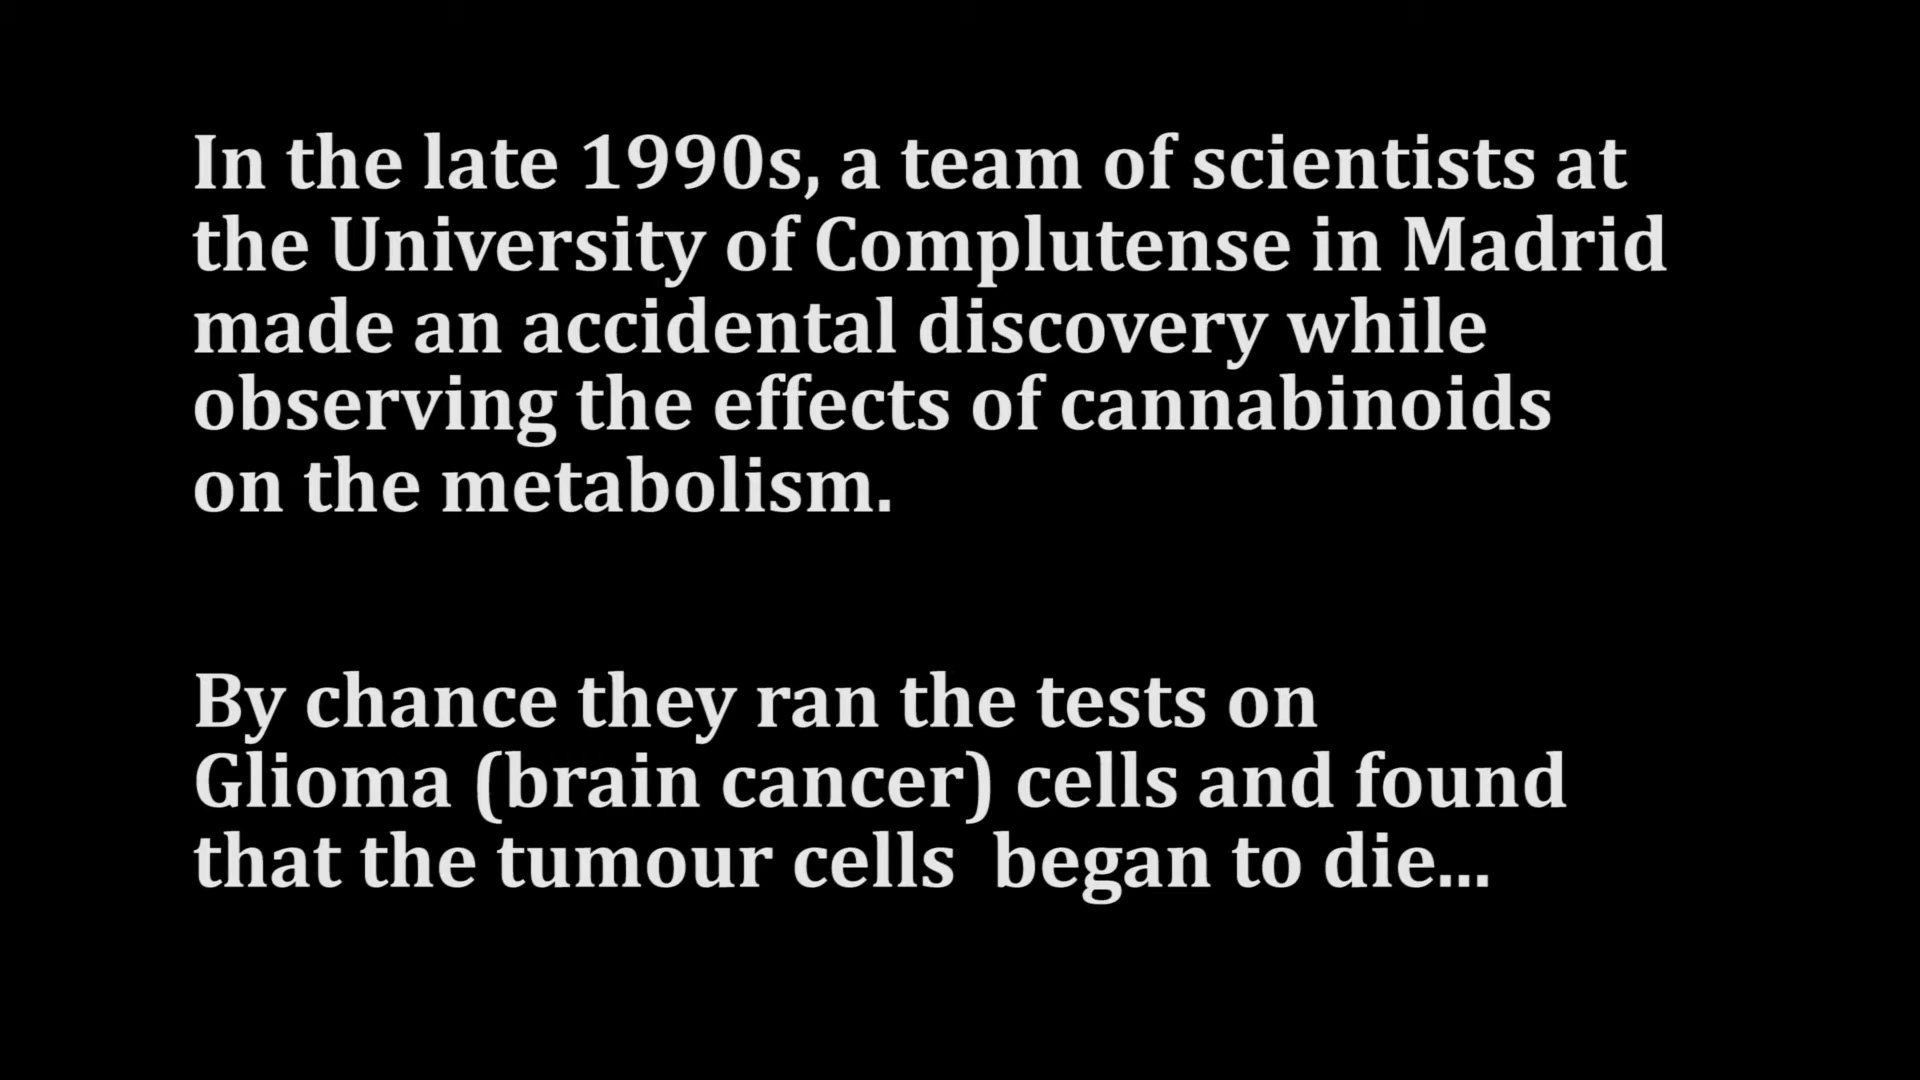 In the late 1990s, a team of scientists at
the University of Complutense in Madrid
made an accidental discovery while
observing the effects of cannabinoids
on the metabolism.
By chance they ran the tests on
Glioma (brain cancer) cells and found
that the tumour cells  began to die...